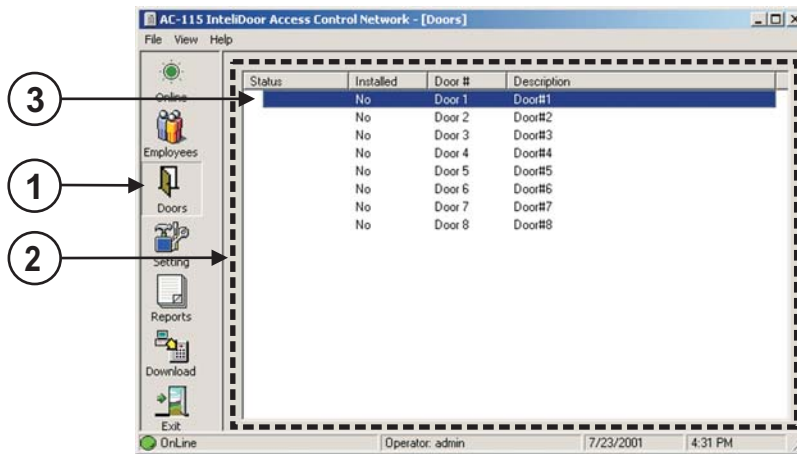 AC-115 InteliDoor Access Control Network - [Doors]
File View Help
Status Installed Door # Description
Online
No Door 1 Door#1
No Door 2 Door#2
No Door 3 Door#3
No Door 4 Door#4
No Door 5 Door#5
No Door 6 Door#6
No Door 7 Door#7
No Door 8 Door#8
Employees
Doors
Setting
Reports
Download
Exit
3
1
2
OnLine Operator: admin 7/23/2001 4:31 PM